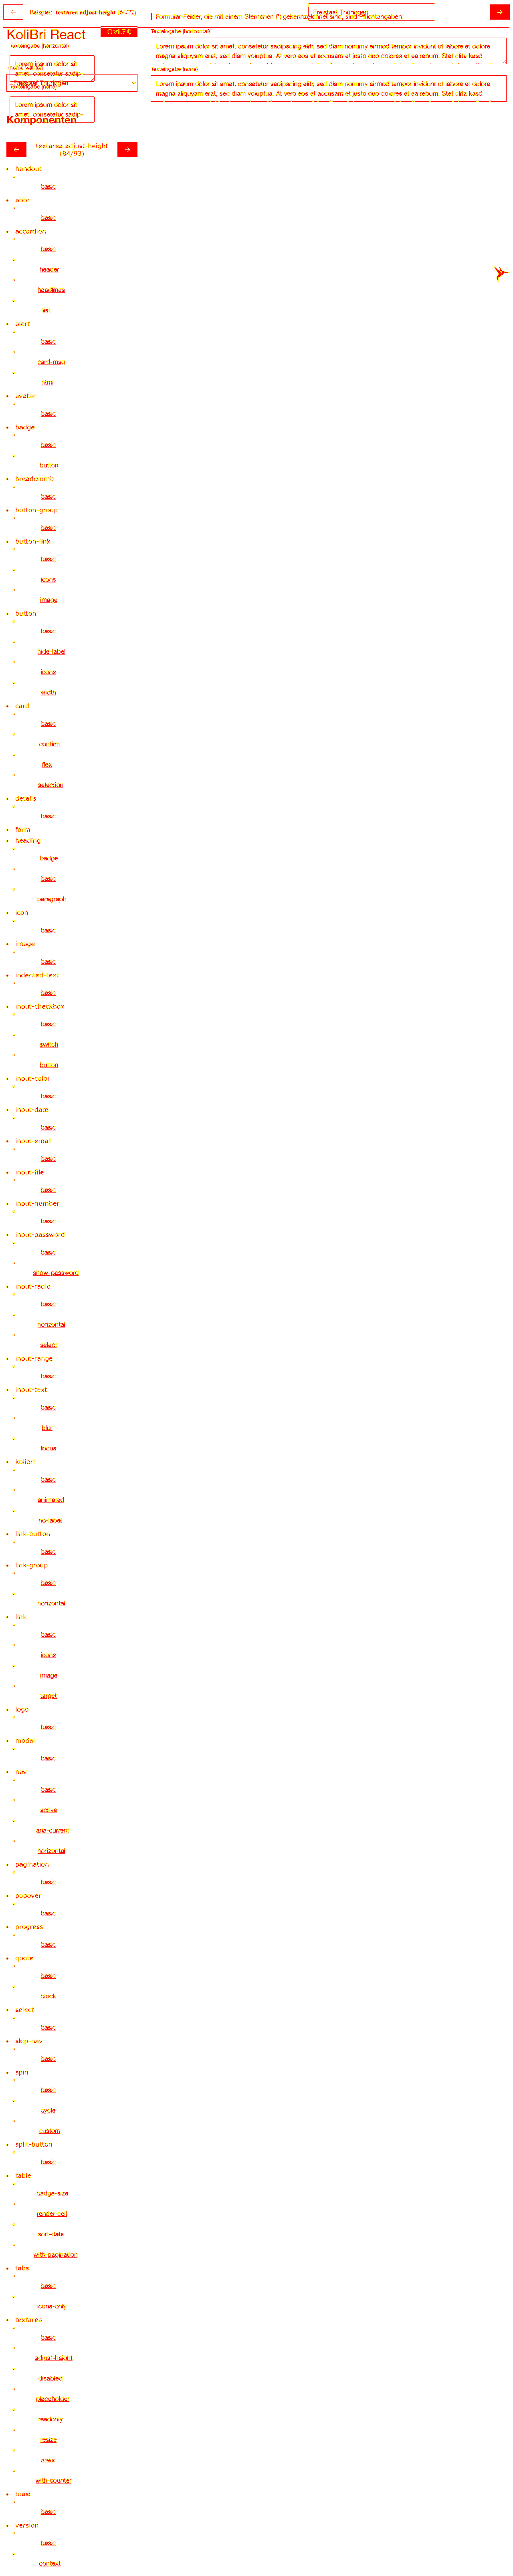 Beispiel: textarea adjust-height (64/72)
Formular-Felder, die mit einem Sternchen (*) gekennzeichnet sind, sind Pflichtangaben.
Freistaat Thüringen
KoliBri React
v1.7.0
Textangabe (horizontal)
Lorem ipsum dolor sit
amet, consetetur sadip-
Theme wählen
Freistaat Thüringen
Textangabe (none)
Lorem ipsum dolor sit
amet, consetetur sadip-
Komponenten
textarea adjust-height
(84/93)
Textangabe (horizontal)
Lorem ipsum dolor sit amet, consetetur sadipscing elitr, sed diam nonumy eirmod tempor invidunt ut labore et dolore
magna aliquyam erat, sed diam voluptua. At vero eos et accusam et justo duo dolores et ea rebum. Stet clita kasd
Textangabe (none)
Lorem ipsum dolor sit amet, consetetur sadipscing elitr, sed diam nonumy eirmod tempor invidunt ut labore et dolore
magna aliquyam erat, sed diam voluptua. At vero eos et accusam et justo duo dolores et ea rebum. Stet clita kasd
handout
basic
abbr
basic
accordion
basic
header
headlines
list
alert
basic
card-msg
html
avatar
basic
badge
basic
button
breadcrumb
basic
button-group
basic
button-link
basic
icons
image
button
basic
hide-label
icons
width
card
basic
confirm
flex
selection
details
basic
form
heading
badge
basic
paragraph
icon
basic
image
basic
indented-text
basic
input-checkbox
basic
switch
button
input-color
basic
input-date
basic
input-email
basic
input-file
basic
input-number
basic
input-password
basic
show-password
input-radio
basic
horizontal
select
input-range
basic
input-text
basic
blur
focus
kolibri
basic
animated
no-label
link-button
basic
link-group
basic
horizontal
link
basic
icons
image
target
logo
basic
modal
basic
nav
basic
active
aria-current
horizontal
pagination
basic
popover
basic
progress
basic
quote
basic
block
select
basic
skip-nav
basic
spin
basic
cycle
custom
split-button
basic
table
badge-size
render-cell
sort-data
with-pagination
tabs
basic
icons-only
textarea
basic
adjust-height
disabled
placeholder
readonly
resize
rows
with-counter
toast
basic
version
basic
context